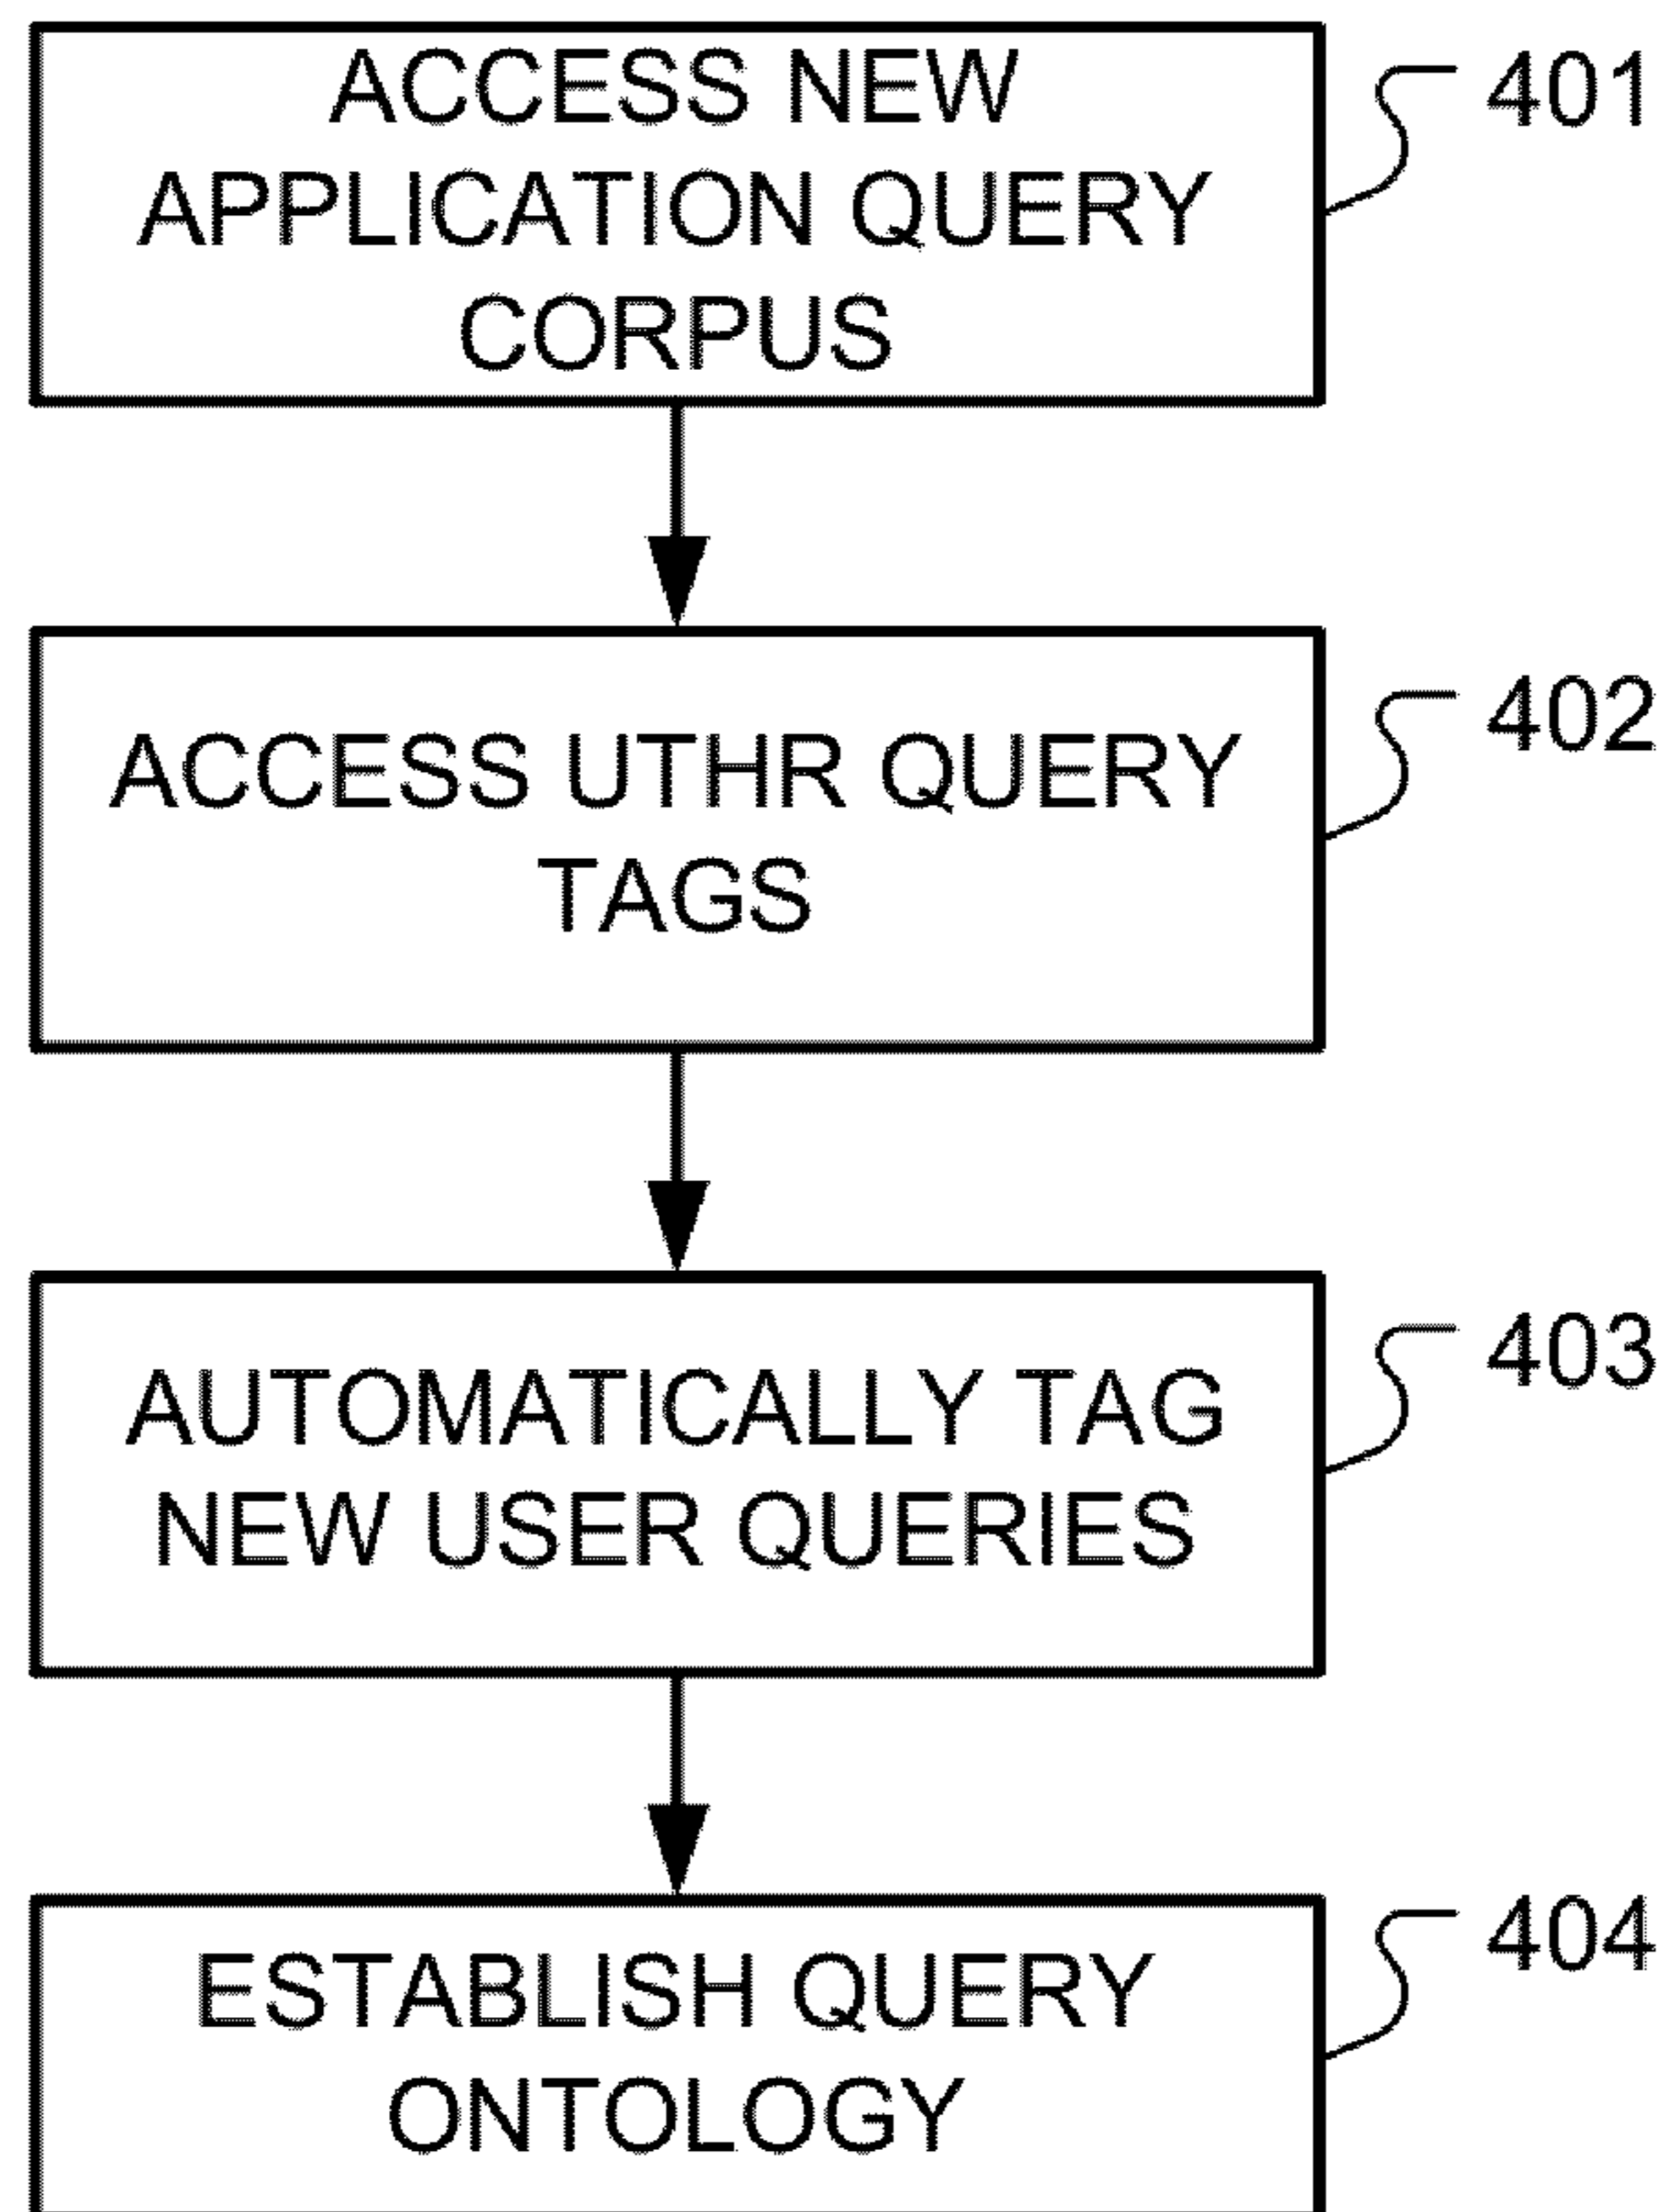 ACCESS NEW
APPLICATION QUERY
CORPUS
401
ACCESS UTHR QUERY
TAGS
402
AUTOMATICALLY TAG
NEW USER QUERIES
403
ESTABLISH QUERY
ONTOLOGY
404